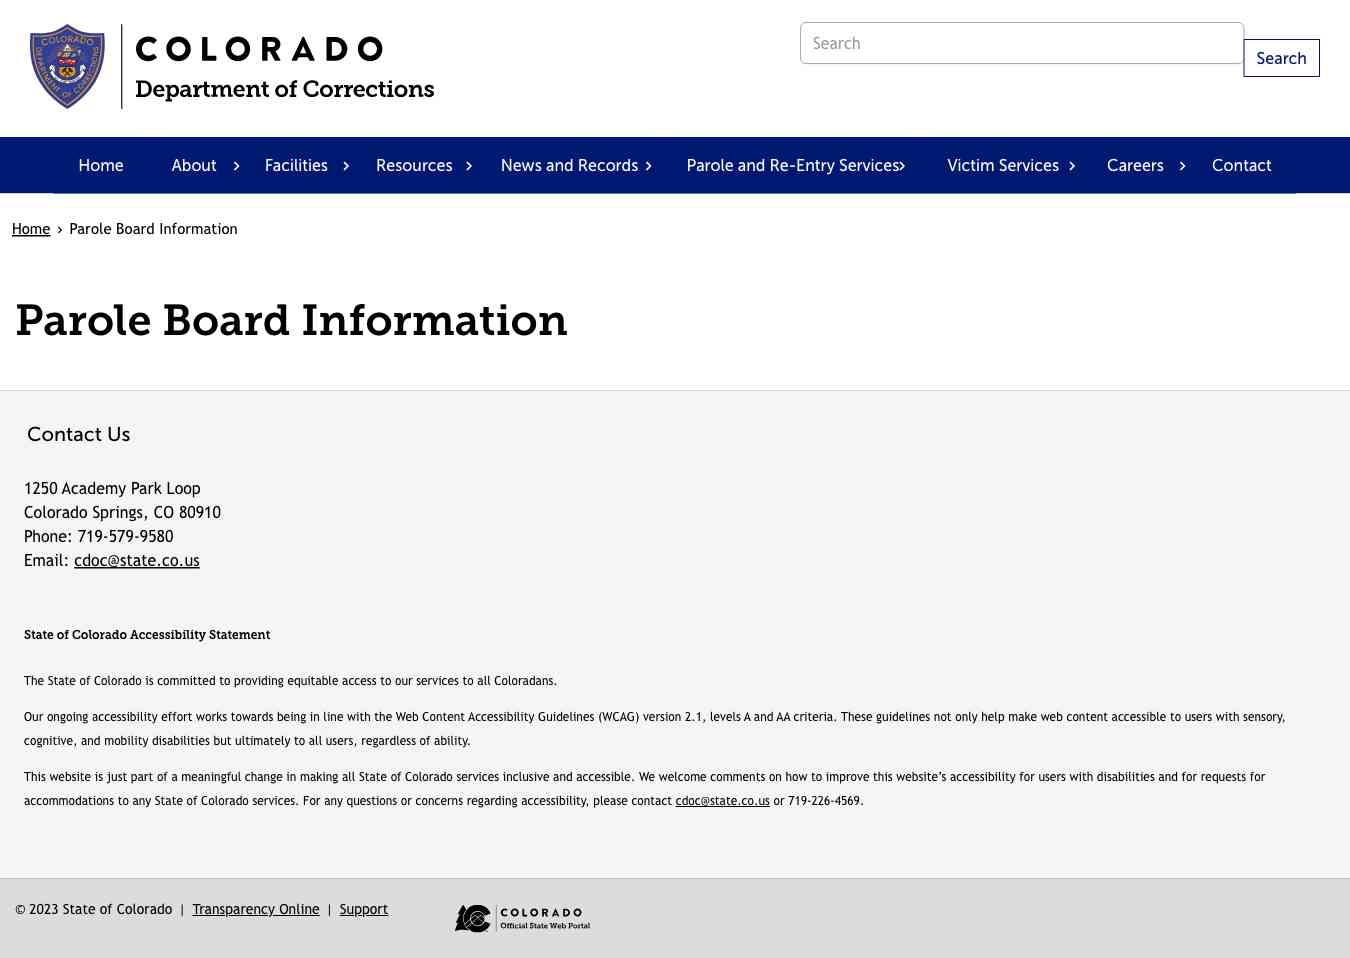 COLORADO
Department of Corrections
Search
Search
Home About Facilities Resources News and Records Parole and Re-Entry Services Victim Services Careers Contact
Home › Parole Board Information
Parole Board Information
Contact Us
1250 Academy Park Loop
Colorado Springs, CO 80910
Phone: 719-579-9580
Email: cdoc@state.co.us
State of Colorado Accessibility Statement
The State of Colorado is committed to providing equitable access to our services to all Coloradans.
Our ongoing accessibility effort works towards being in line with the Web Content Accessibility Guidelines (WCAG) version 2.1, levels A and AA criteria. These guidelines not only help make web content accessible to users with sensory,
cognitive, and mobility disabilities but ultimately to all users, regardless of ability.
This website is just part of a meaningful change in making all State of Colorado services inclusive and accessible. We welcome comments on how to improve this website’s accessibility for users with disabilities and for requests for
accommodations to any State of Colorado services. For any questions or concerns regarding accessibility, please contact cdoc@state.co.us or 719-226-4569.
© 2023 State of Colorado | Transparency Online | Support
COLORADO
Official State Web Portal